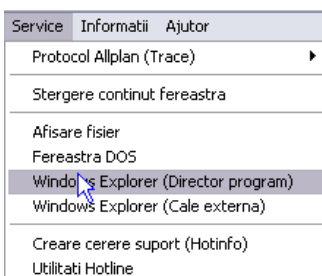 Service Informatii Ajutor
Protocol Allplan (Trace)
Stergere continut fereastra
Afisare fisier
Fereastra DOS
Windows Explorer (Director program)
Windows Explorer (Cale externa)
Creare cerere suport (Hotinfo)
Utilitati Hotline